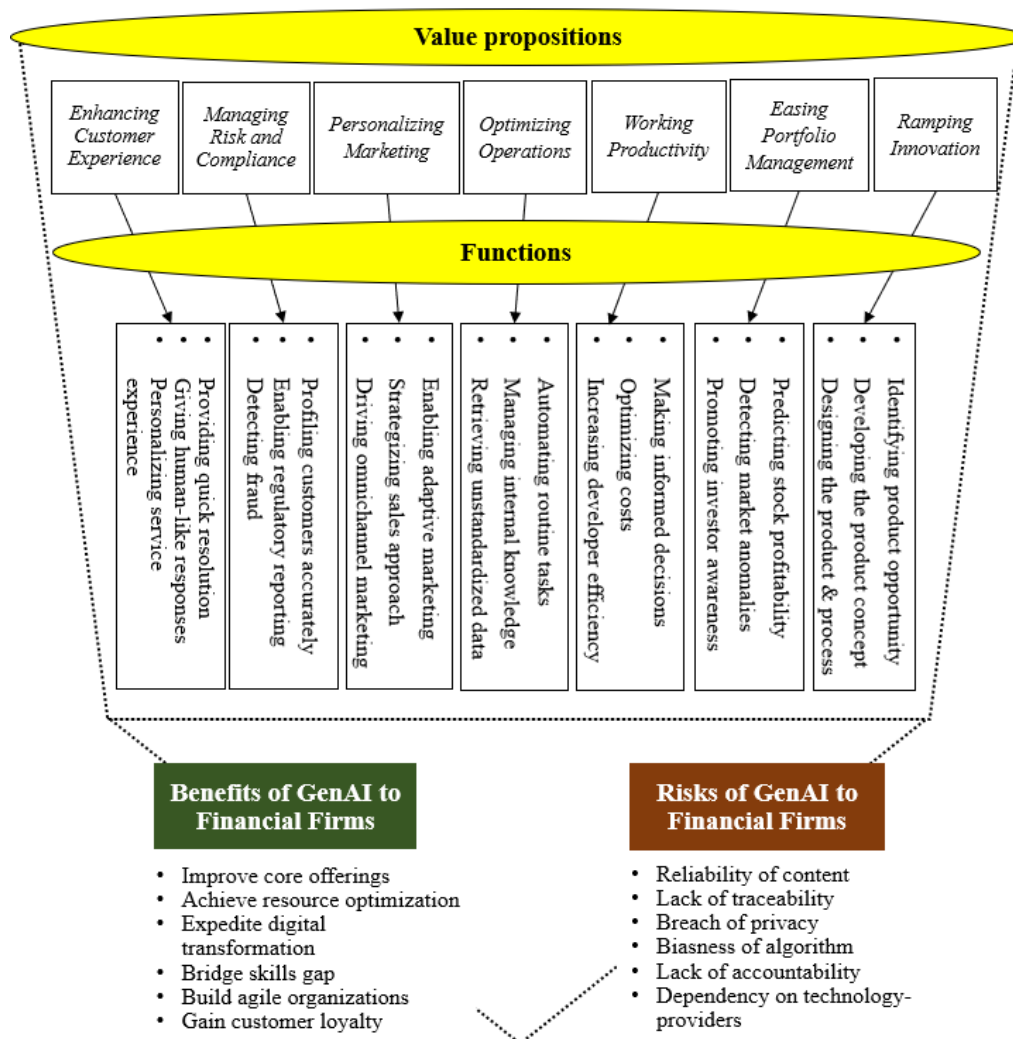 Value propositions
Enhancing
Customer
Experience
Managing
Risk and
Compliance
Personalizing
Marketing
Optimizing
Operations
Working
Productivity
Easing
Portfolio
Management
Ramping
Innovation
Functions
• Providing quick resolution
• Giving human-like responses
• Personalizing service
experience
• Profiling customers accurately
• Enabling regulatory reporting
• Detecting fraud
• Enabling adaptive marketing
• Strategizing sales approach
• Driving omnichannel marketing
• Automating routine tasks
• Managing internal knowledge
• Retrieving unstandardized data
• Making informed decisions
• Optimizing costs
• Increasing developer efficiency
• Predicting stock profitability
• Detecting market anomalies
• Promoting investor awareness
• Identifying product opportunity
• Developing the product concept
• Designing the product & process
Benefits of GenAI to
Financial Firms
• Improve core offerings
• Achieve resource optimization
• Expedite digital
transformation
• Bridge skills gap
• Build agile organizations
• Gain customer loyalty
Risks of GenAI to
Financial Firms
• Reliability of content
• Lack of traceability
• Breach of privacy
• Biasness of algorithm
• Lack of accountability
• Dependency on technology-
providers